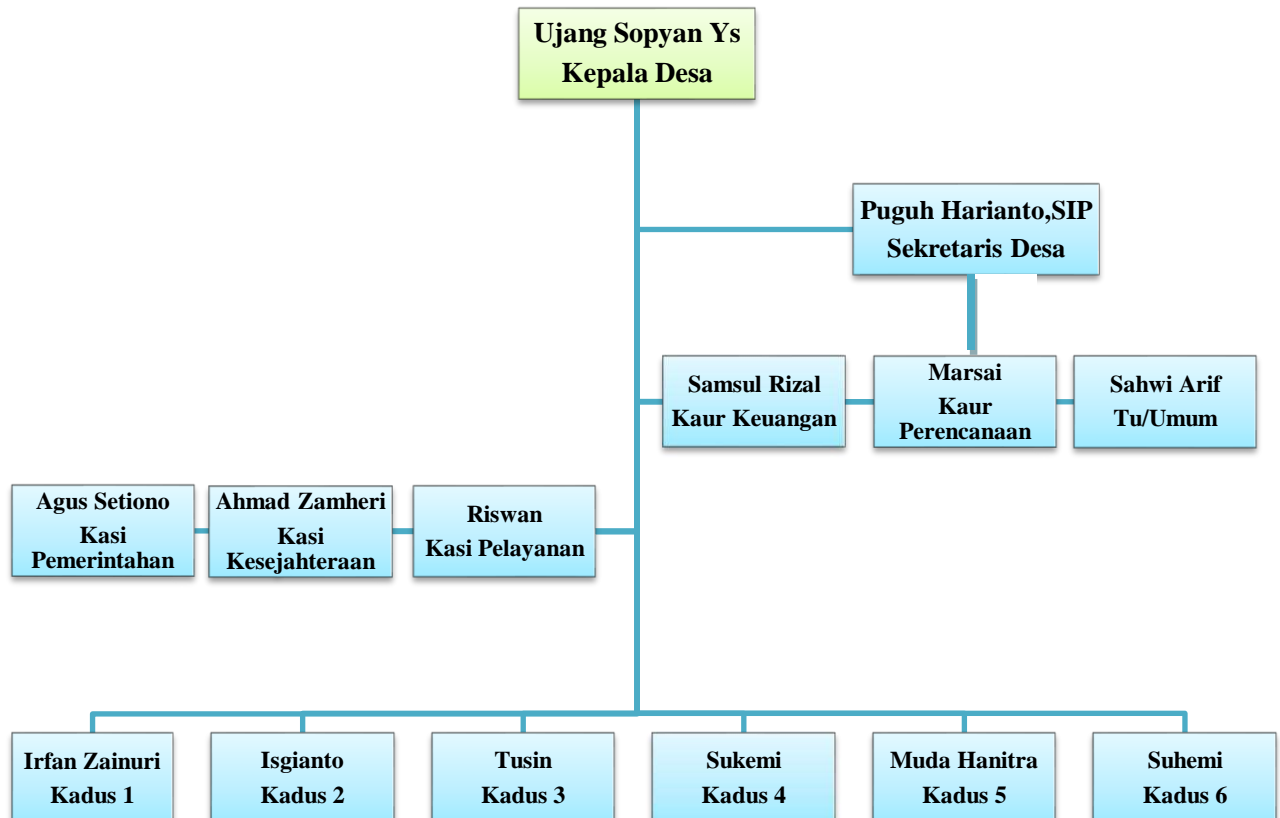 Ujang Sopyan Ys
Kepala Desa
Puguh Harianto,SIP
Sekretaris Desa
Samsul Rizal
Kaur Keuangan
Marsai
Kaur
Perencanaan
Sahwi Arif
Tu/Umum
Agus Setiono
Kasi
Pemerintahan
Ahmad Zamheri
Kasi
Kesejahteraan
Riswan
Kasi Pelayanan
Irfan Zainuri
Kadus 1
Isgianto
Kadus 2
Tusin
Kadus 3
Sukemi
Kadus 4
Muda Hanitra
Kadus 5
Suhemi
Kadus 6